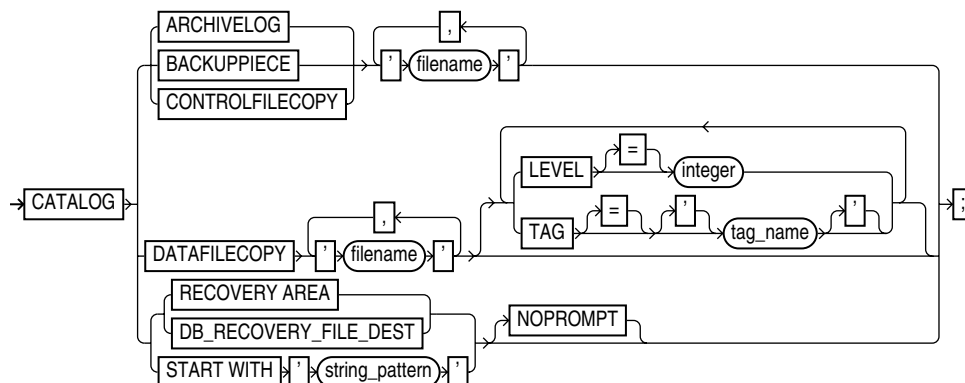 ARCHIVELOG
,
BACKUPPIECE ' filename '
CONTROLFILECOPY
=
LEVEL integer
CATALOG ;
, = ' '
TAG tag_name
DATAFILECOPY ' filename '
RECOVERY AREA
NOPROMPT
DB_RECOVERY_FILE_DEST
START WITH ' string_pattern '